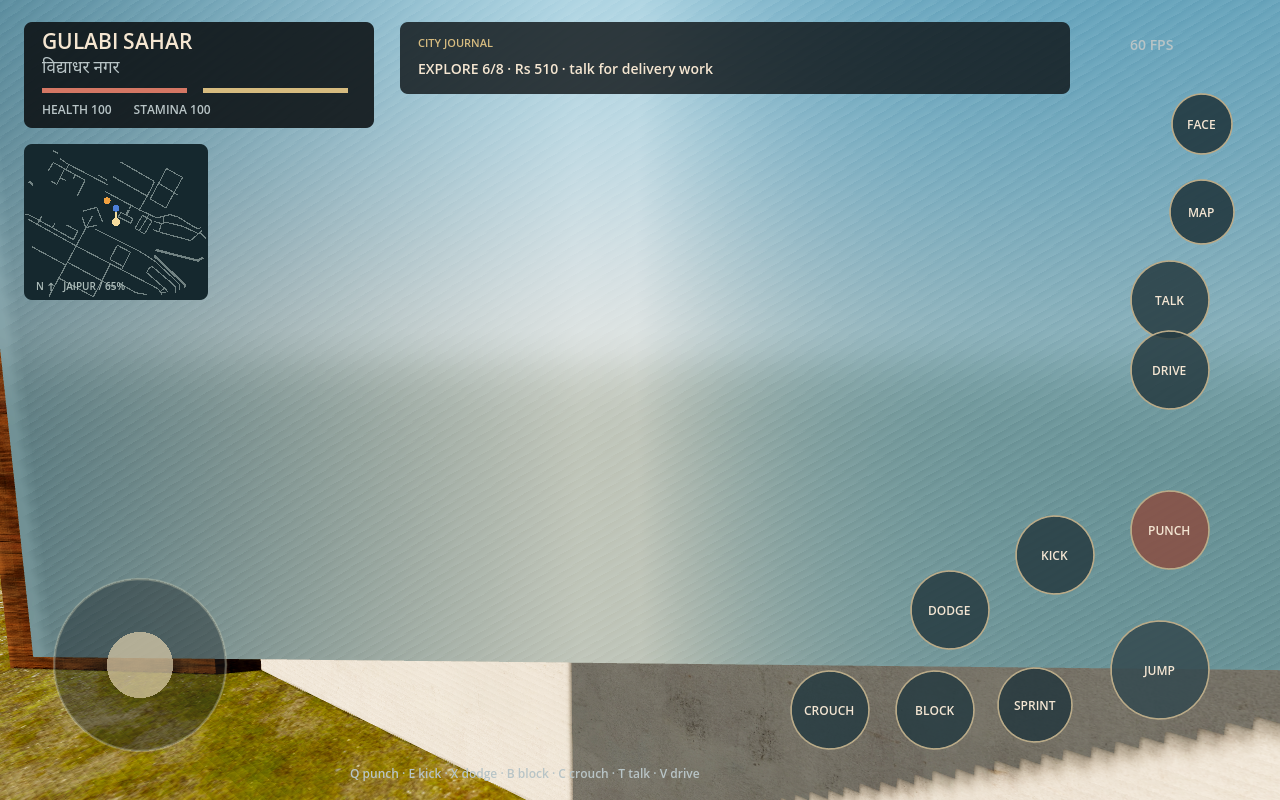 GULABI SAHAR
विद्याधर नगर
HEALTH 100 STAMINA 100
CITY JOURNAL
EXPLORE 6/8 · Rs 510 · talk for delivery work
60 FPS
FACE
MAP
N ↑ JAIPUR / 65%
TALK
DRIVE
PUNCH
KICK
DODGE
JUMP
CROUCH
BLOCK
SPRINT
Q punch · E kick · X dodge · B block · C crouch · T talk · V drive